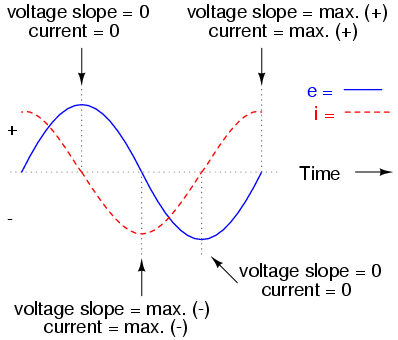 voltage slope = 0
current = 0
voltage slope = max. (+)
current = max. (+)
e =
i =
+
Time
-
voltage slope = 0
current = 0
voltage slope = max. (-)
current = max. (-)